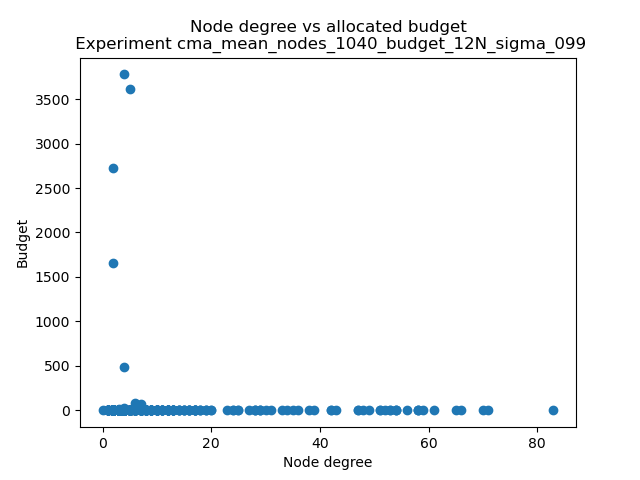 Node degree vs allocated budget
Experiment cma_mean_nodes_1040_budget_12N_sigma_099
3500
3000
2500
2000
1500
1000
500
0
Budget
0 20 40 60 80
Node degree